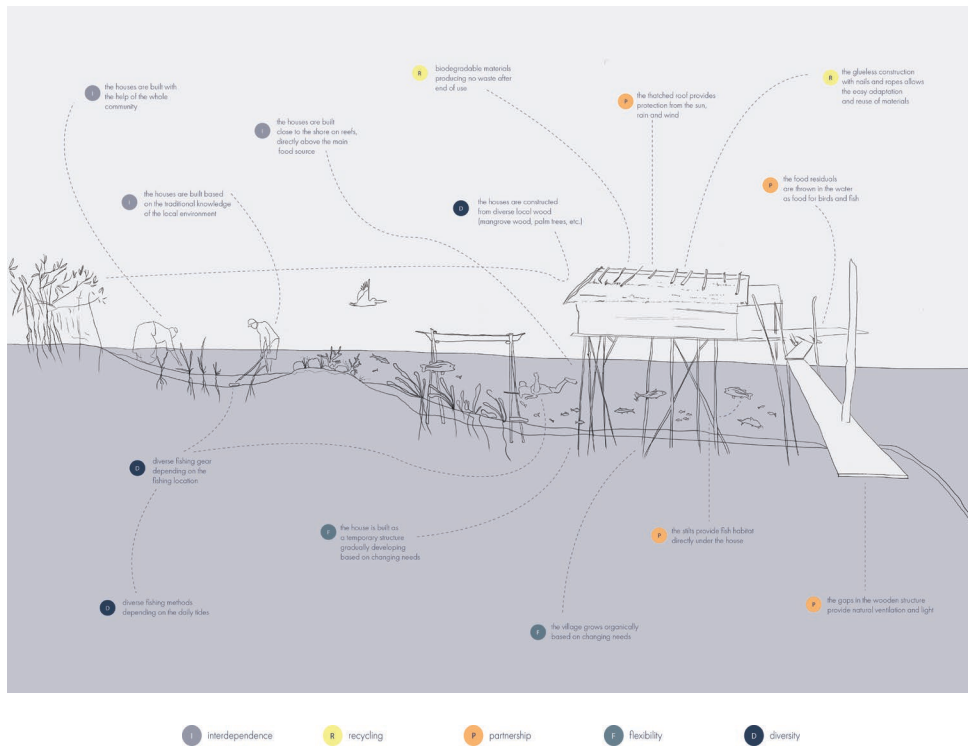 R
biodegradable materials
producing no waste after
end of use
R
the glueless construction
with nails and ropes allows
the easy adaptation
and reuse of materials
I
the houses are built with
the help of the whole
community
P
the thatched roof provides
protection from the sun,
rain and wind
I
the houses are built
close to the shore on reefs,
directly above the main
food source
P
the food residuals
are thrown in the water
as food for birds and fish
I
the houses are built based
on the traditional knowledge
of the local environment
D
the houses are constructed
from diverse local wood
(mangrove wood, palm trees, etc.)
D
diverse fishing gear
depending on the
fishing location
F
the house is built as
a temporary structure
gradually developing
based on changing needs
P
the stilts provide fish habitat
directly under the house
D
diverse fishing methods
depending on the daily tides
F
the village grows organically
based on changing needs
P
the gaps in the wooden structure
provide natural ventilation and light
I interdependence
R recycling
P partnership
F flexibility
D diversity